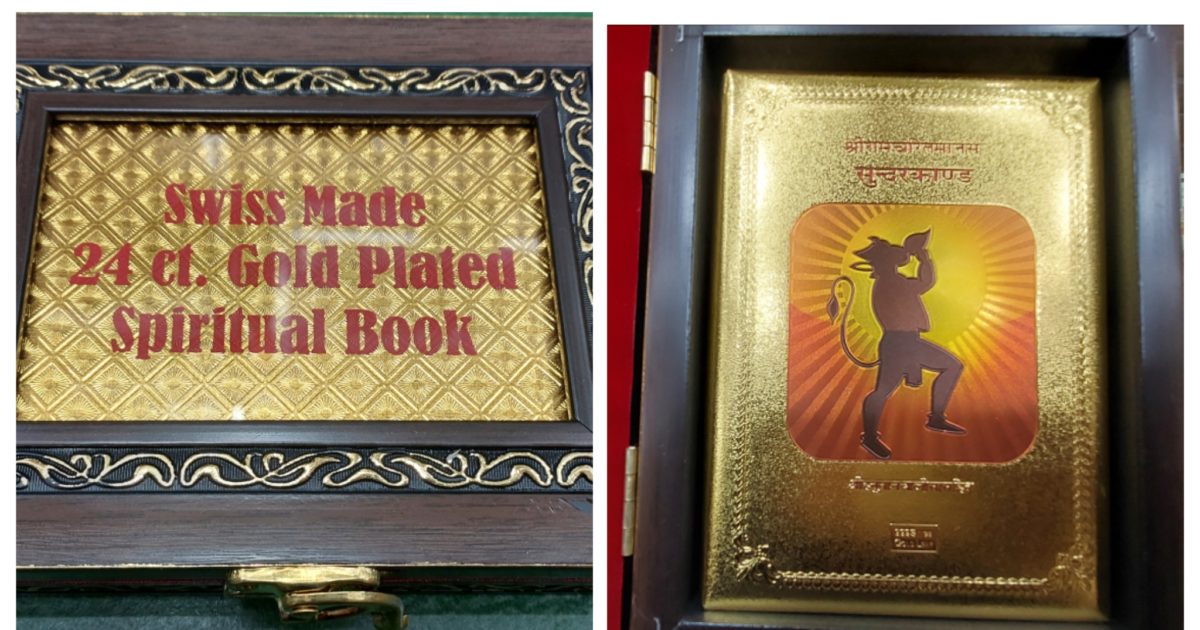 Swiss Made
24 ct. Gold Plated
Spiritual Book
श्रीरामचरितमानस
सुन्दरकाण्ड